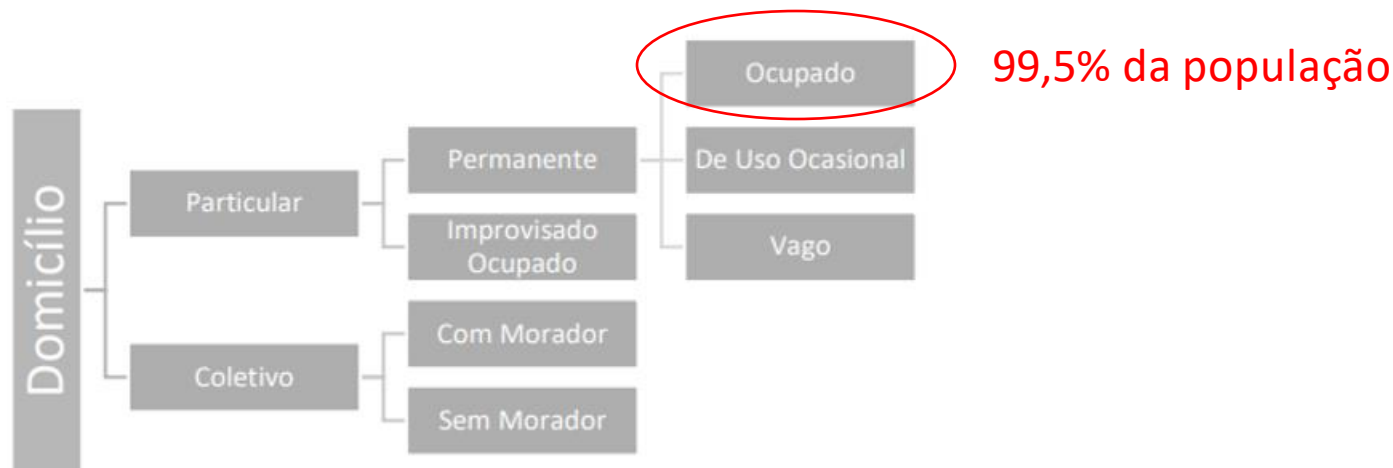 Ocupado
99,5% da população
Permanente
De Uso Ocasional
Domicílio
Particular
Improvisado
Ocupado
Vago
Com Morador
Coletivo
Sem Morador